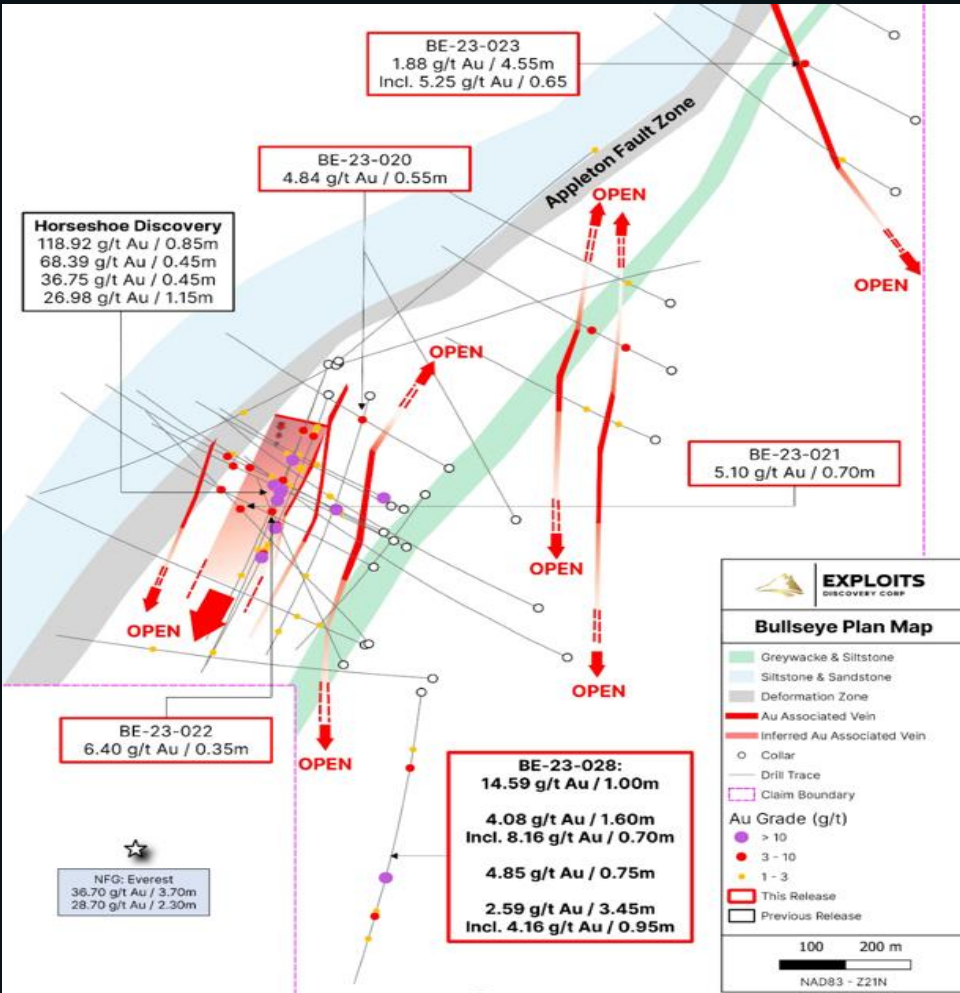 BE-23-023
1.88 g/t Au / 4.55m
Incl. 5.25 g/t Au / 0.65
BE-23-020
4.84 g/t Au / 0.55m
Appleton Fault Zone
Horseshoe Discovery
118.92 g/t Au / 0.85m
68.39 g/t Au / 0.45m
36.75 g/t Au / 0.45m
26.98 g/t Au / 1.15m
OPEN
OPEN
OPEN
BE-23-021
5.10 g/t Au / 0.70m
OPEN
OPEN
OPEN
OPEN
BE-23-022
6.40 g/t Au / 0.35m
BE-23-028:
14.59 g/t Au / 1.00m
4.08 g/t Au / 1.60m
Incl. 8.16 g/t Au / 0.70m
4.85 g/t Au / 0.75m
2.59 g/t Au / 3.45m
Incl. 4.16 g/t Au / 0.95m
NFG: Everest
36.70 g/t Au / 3.70m
28.70 g/t Au / 2.30m
EXPLOITS
DISCOVERY CORP
Bullseye Plan Map
Greywacke & Siltstone
Siltstone & Sandstone
Deformation Zone
Au Associated Vein
Inferred Au Associated Vein
Collar
Drill Trace
Claim Boundary
Au Grade (g/t)
> 10
3 - 10
1 - 3
This Release
Previous Release
100 200 m
NAD83 - Z21N